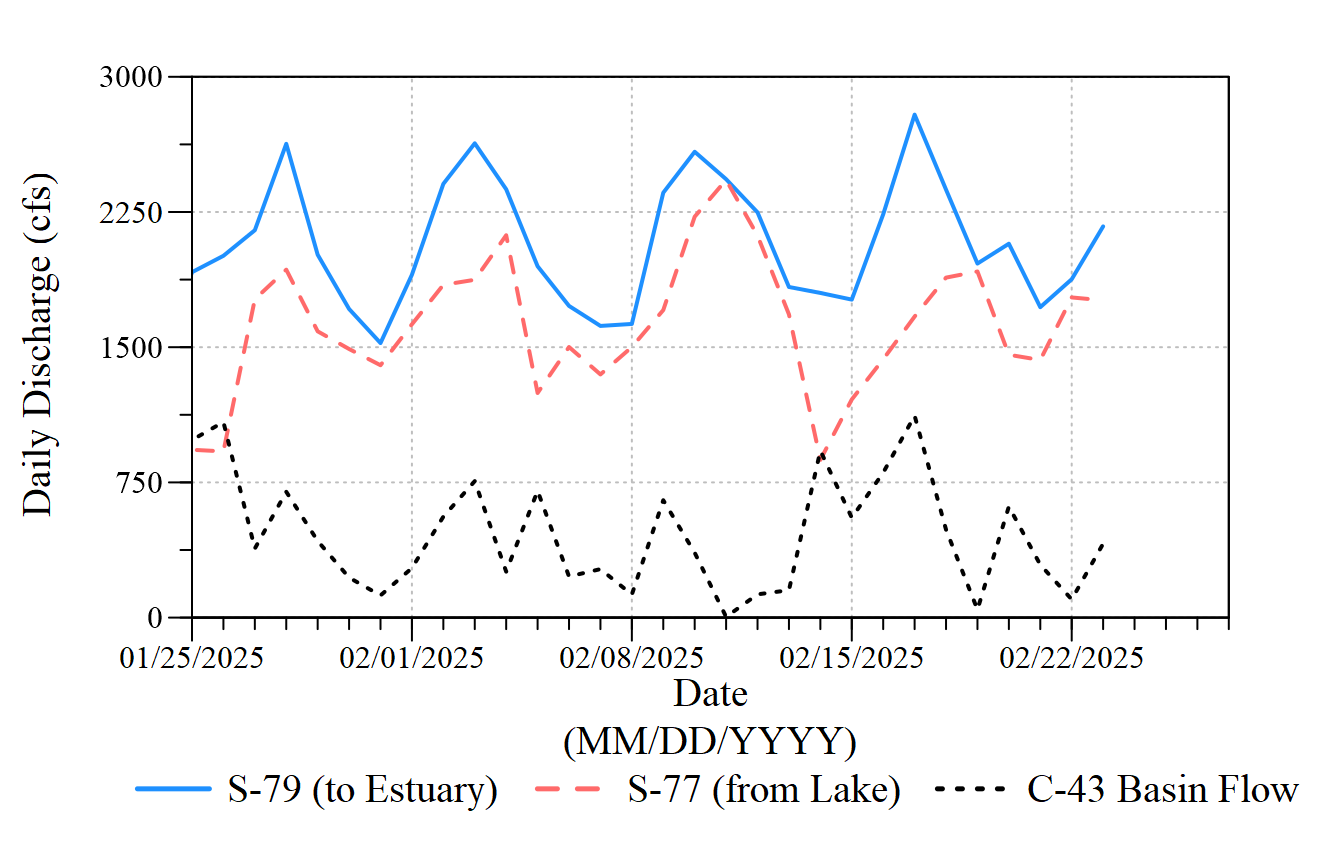 3000
2250
1500
750
0
Daily Discharge (cfs)
01/25/2025 02/01/2025 02/08/2025 02/15/2025 02/22/2025
Date
(MM/DD/YYYY)
S-79 (to Estuary) S-77 (from Lake) C-43 Basin Flow